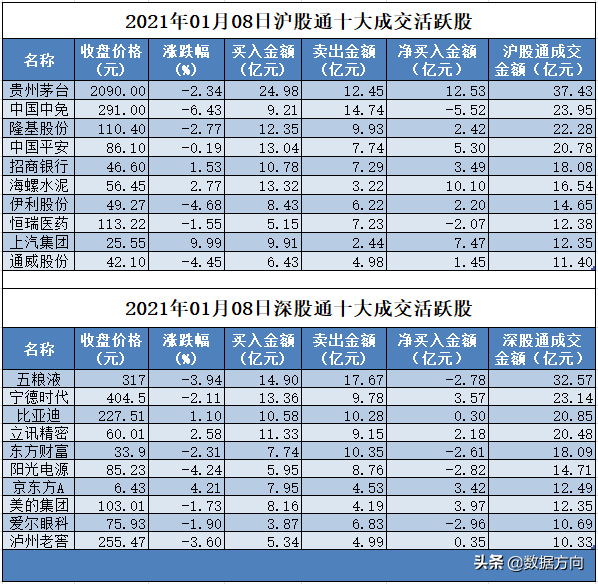 2021年01月08日沪股通十大成交活跃股
名称 收盘价格(元) 涨跌幅(%) 买入金额(亿元) 卖出金额(亿元) 净买入金额(亿元) 沪股通成交金额(亿元)
贵州茅台 2090.00 -2.34 24.98 12.45 12.53 37.43
中国中免 291.00 -6.43 9.21 14.74 -5.52 23.95
隆基股份 110.40 -2.77 12.35 9.93 2.42 22.28
中国平安 86.10 -0.19 13.04 7.74 5.30 20.78
招商银行 46.60 1.53 10.78 7.29 3.49 18.08
海螺水泥 56.45 2.77 13.32 3.22 10.10 16.54
伊利股份 49.27 -4.68 8.43 6.22 2.20 14.65
恒瑞医药 113.22 -1.55 5.15 7.23 -2.07 12.38
上汽集团 25.55 9.99 9.91 2.44 7.47 12.35
通威股份 42.10 -4.45 6.43 4.98 1.45 11.40
2021年01月08日深股通十大成交活跃股
名称 收盘价格(元) 涨跌幅(%) 买入金额(亿元) 卖出金额(亿元) 净买入金额(亿元) 深股通成交金额(亿元)
五粮液 317 -3.94 14.90 17.67 -2.78 32.57
宁德时代 404.5 -2.11 13.36 9.78 3.57 23.14
比亚迪 227.51 1.10 10.58 10.28 0.30 20.85
立讯精密 60.01 2.58 11.33 9.15 2.18 20.48
东方财富 33.9 -2.31 7.74 10.35 -2.61 18.09
阳光电源 85.23 -4.24 5.95 8.76 -2.82 14.71
京东方A 6.43 4.21 7.95 4.53 3.42 12.49
美的集团 103.01 -1.73 8.16 4.19 3.97 12.35
爱尔眼科 75.93 -1.90 3.87 6.83 -2.96 10.69
泸州老窖 255.47 -3.60 5.34 4.99 0.35 10.33
头条 @数据方向